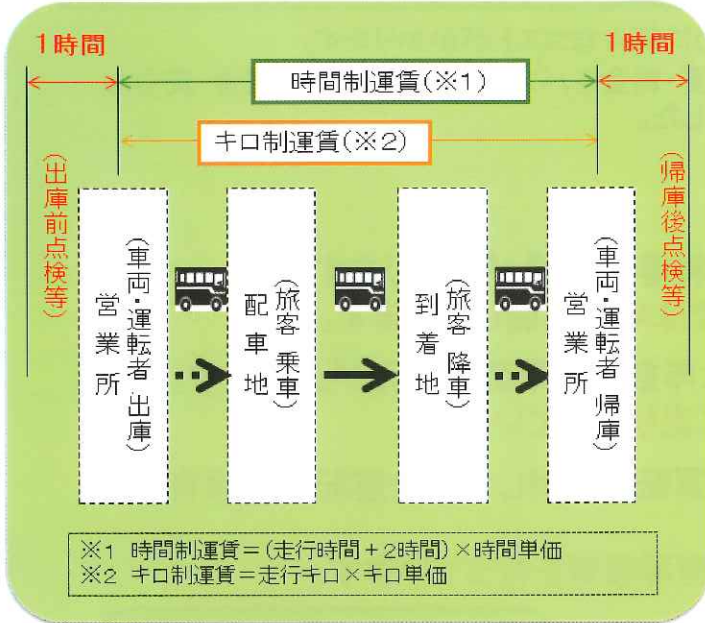 1時間
1時間
時間制運賃(※1)
キロ制運賃(※2)
(出庫前点検等)
営業所
(車両・運転者 出庫)
配車地
(旅客 乗車)
到着地
(旅客 降車)
営業所
(車両・運転者 帰庫)
(帰庫後点検等)
※1 時間制運賃=(走行時間+2時間)×時間単価
※2 キロ制運賃=走行キロ×キロ単価